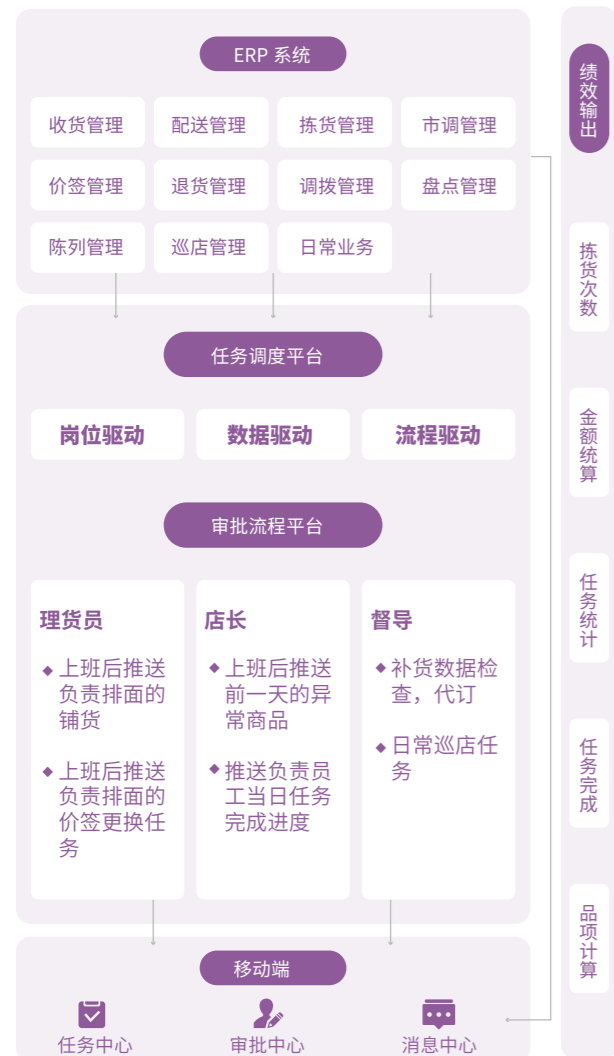 ERP 系统
收货管理
配送管理
拣货管理
市调管理
价签管理
退货管理
调拨管理
盘点管理
陈列管理
巡店管理
日常业务
任务调度平台
岗位驱动
数据驱动
流程驱动
审批流程平台
理货员
上班后推送
负责排面的
铺货
上班后推送
负责排面的
价签更换任
务
店长
上班后推送
前一天的异
常商品
推送负责员
工当日任务
完成进度
督导
补货数据检
查，代订
日常巡店任
务
移动端
任务中心
审批中心
消息中心
绩效输出
拣货次数
金额统算
任务统计
任务完成
品项计算